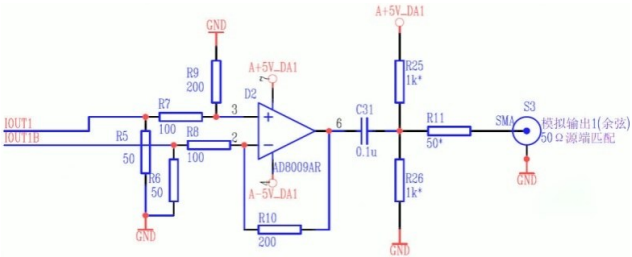 GND
A+5V_DA1
R9
200
A+5V_DA1
7
D2
R25
1k*
IOUT1
R7
3
C31
R11
S3
SMA
模拟输出1(余弦)
50Ω源端匹配
IOUT1B
R5
50
100
R8
2
6
0.1u
50*
100
AD8009AR
R6
50
4
A-5V_DA1
R26
1k*
GND
R10
200
GND
GND